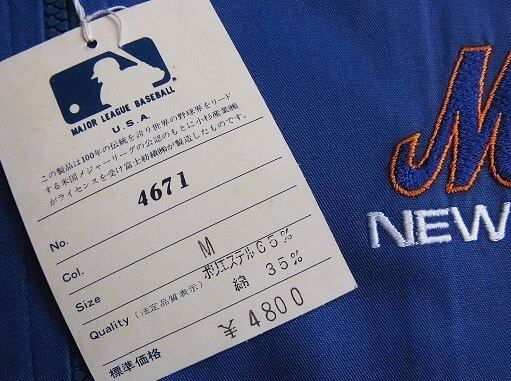 MAJOR LEAGUE BASEBALL
U.S.A.
この製品は100年の伝統を誇り世界の野球界をリード
する米国メジャーリーグの公認のもとに小杉産業㈱
がライセンスを受け富士紡績㈱が製造したものです。
No. 4671
Col.
Size M
Quality (法定品質表示) ポリエステル65%
綿 35%
標準価格 ¥4800
M
NEW